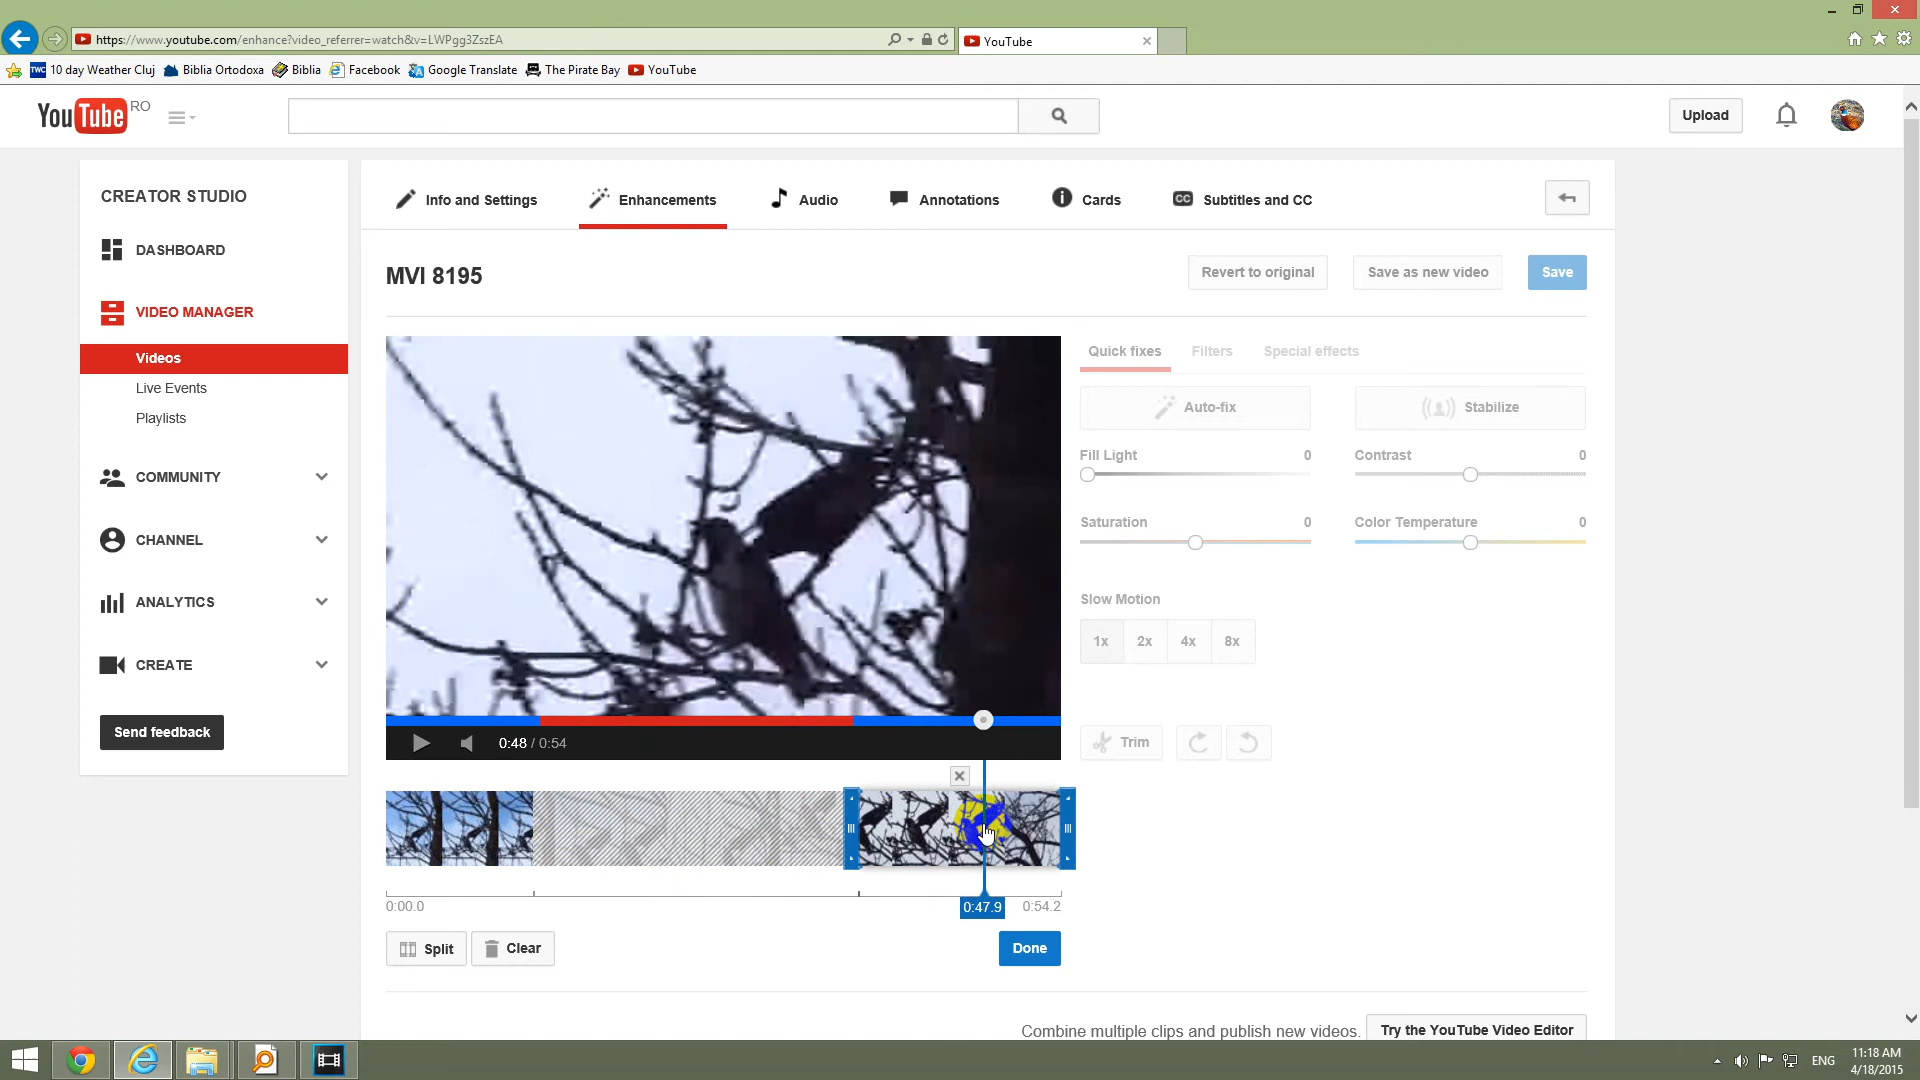 https://www.youtube.com/enhance?video_referrer=watch&v=LWPgg3ZszEA
YouTube
TWC 10 day Weather Cluj
Biblia Ortodoxa
Biblia
Facebook
Google Translate
The Pirate Bay
YouTube
YouTube RO
Upload
CREATOR STUDIO
DASHBOARD
VIDEO MANAGER
Videos
Live Events
Playlists
COMMUNITY
CHANNEL
ANALYTICS
CREATE
Send feedback
Info and Settings
Enhancements
Audio
Annotations
Cards
CC Subtitles and CC
MVI 8195
Revert to original
Save as new video
Save
Quick fixes
Filters
Special effects
Auto-fix
Stabilize
Fill Light 0
Contrast 0
Saturation 0
Color Temperature 0
Slow Motion
1x 2x 4x 8x
Trim
0:48 / 0:54
0:00.0
0:47.9
0:54.2
Split
Clear
Done
Combine multiple clips and publish new videos.
Try the YouTube Video Editor
ENG
11:18 AM
4/18/2015